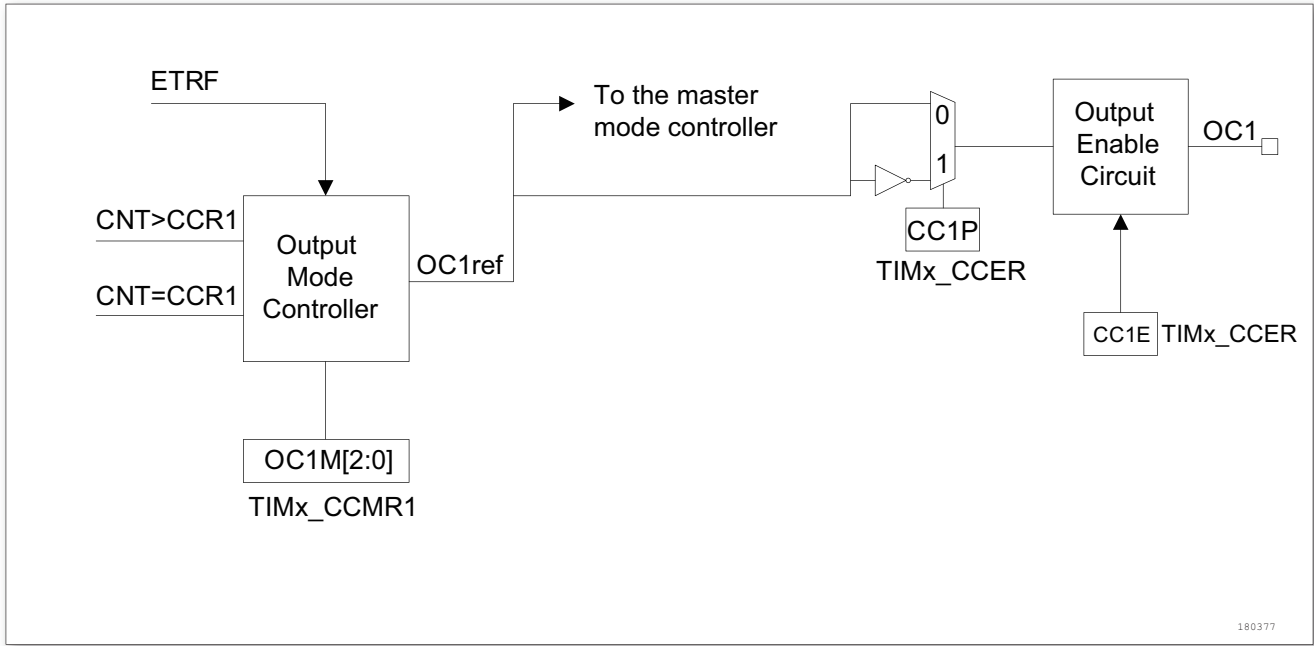 ETRF
To the master
mode controller
0
1
Output
Enable
Circuit
OC1
CNT>CCR1
CNT=CCR1
Output
Mode
Controller
OC1ref
CC1P
TIMx_CCER
CC1E
TIMx_CCER
OC1M[2:0]
TIMx_CCMR1
180377